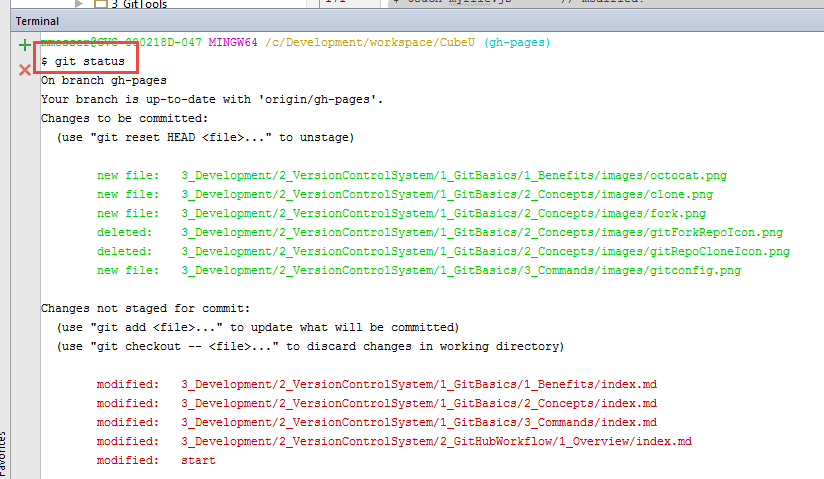 3_GitTools
171
Terminal
MINGW64 /c/Development/workspace/CubeU (gh-pages)
$ git status
On branch gh-pages
Your branch is up-to-date with 'origin/gh-pages'.
Changes to be committed:
(use "git reset HEAD <file>..." to unstage)
new file: 3_Development/2_VersionControlSystem/1_GitBasics/1_Benefits/images/octocat.png
new file: 3_Development/2_VersionControlSystem/1_GitBasics/2_Concepts/images/clone.png
new file: 3_Development/2_VersionControlSystem/1_GitBasics/2_Concepts/images/fork.png
deleted: 3_Development/2_VersionControlSystem/1_GitBasics/2_Concepts/images/gitForkRepoIcon.png
deleted: 3_Development/2_VersionControlSystem/1_GitBasics/2_Concepts/images/gitRepoCloneIcon.png
new file: 3_Development/2_VersionControlSystem/1_GitBasics/3_Commands/images/gitconfig.png
Changes not staged for commit:
(use "git add <file>..." to update what will be committed)
(use "git checkout -- <file>..." to discard changes in working directory)
modified: 3_Development/2_VersionControlSystem/1_GitBasics/1_Benefits/index.md
modified: 3_Development/2_VersionControlSystem/1_GitBasics/2_Concepts/index.md
modified: 3_Development/2_VersionControlSystem/1_GitBasics/3_Commands/index.md
modified: 3_Development/2_VersionControlSystem/2_GitHubWorkflow/1_Overview/index.md
modified: start
Favorites